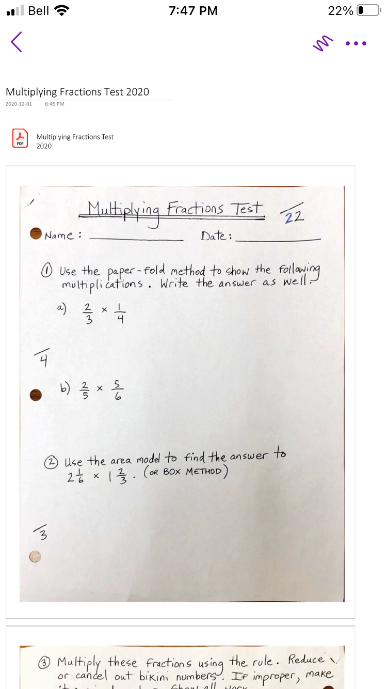 Bell 7:47 PM 22%
Multiplying Fractions Test 2020
2020-12-01 6:45 PM
PDF
Multiplying Fractions Test
2020
Multiplying Fractions Test /22
Name : Date :
① Use the paper-fold method to show the following
multiplications. Write the answer as well.
a) 2/3 × 1/4
/4
b) 2/5 × 5/6
② Use the area model to find the answer to
2 1/6 × 1 2/3. (OR BOX METHOD)
/3
③ Multiply these fractions using the rule. Reduce
or cancel out bikini numbers. IF improper, make